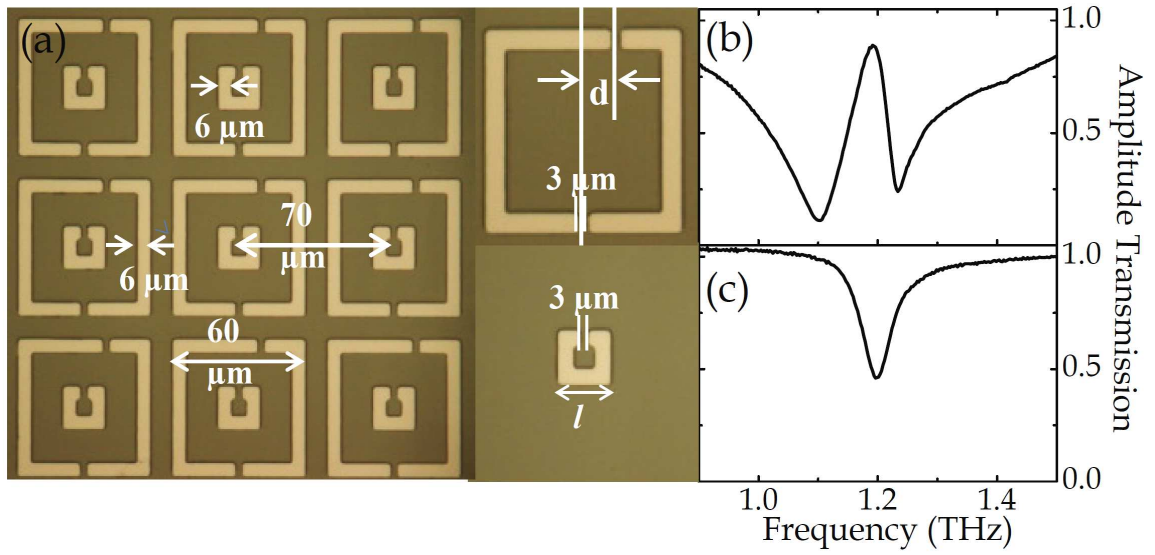 (a)
6 µm
6 µm
70
µm
60
µm
d
3 µm
3 µm
l
(b)
1.0
0.5
(c)
1.0
0.5
0.0
Amplitude Transmission
1.0
1.2
1.4
Frequency (THz)